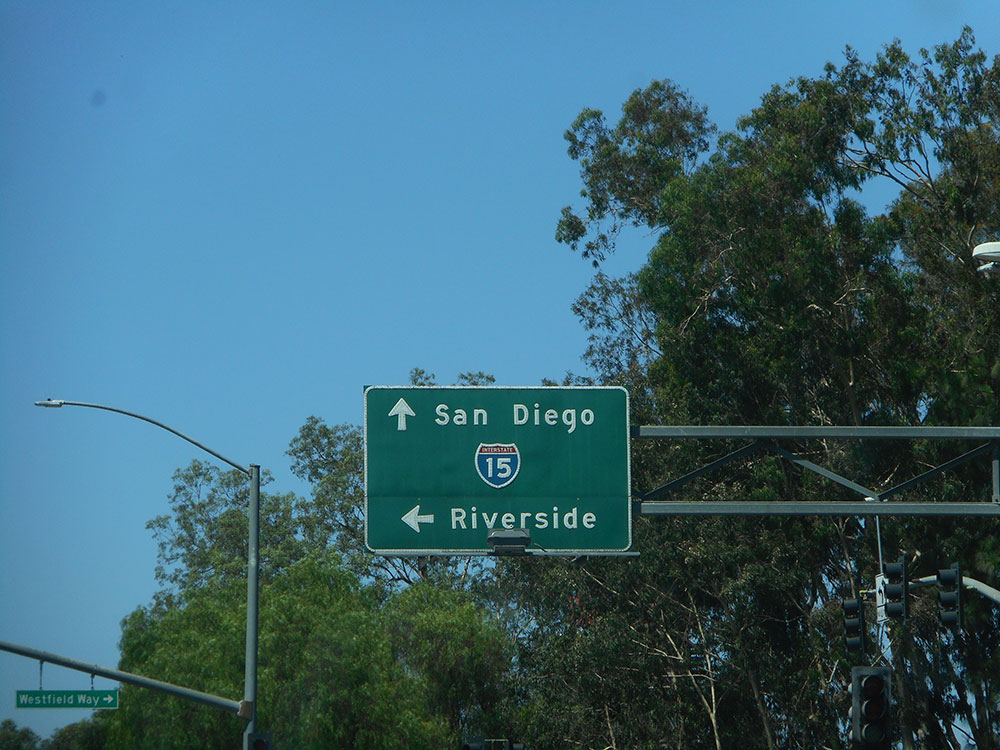 San Diego
INTERSTATE
15
Riverside
Westfield Way